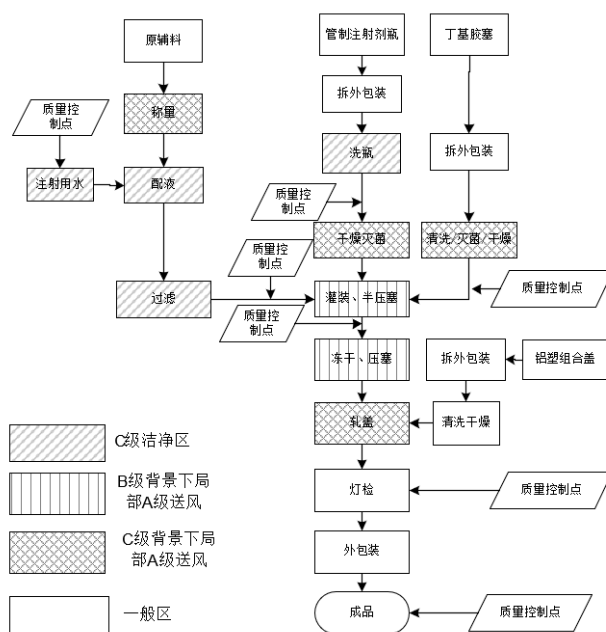 原辅料
管制注射剂瓶
丁基胶塞
质量控
制点
称量
拆外包装
注射用水
配液
洗瓶
拆外包装
质量控
制点
干燥灭菌
清洗/灭菌/干燥
质量控
制点
过滤
灌装、半压塞
质量控制点
质量控
制点
冻干、压塞
拆外包装
铝塑组合盖
轧盖
清洗干燥
C级洁净区
B级背景下局
部A级送风
灯检
质量控制点
C级背景下局
部A级送风
外包装
一般区
成品
质量控制点